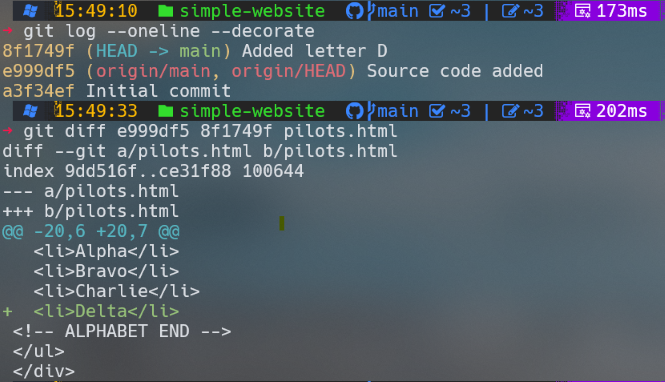 15:49:10 simple-website main ~3 | ~3 173ms
→ git log --oneline --decorate
8f1749f (HEAD -> main) Added letter D
e999df5 (origin/main, origin/HEAD) Source code added
a3f34ef Initial commit
15:49:33 simple-website main ~3 | ~3 202ms
→ git diff e999df5 8f1749f pilots.html
diff --git a/pilots.html b/pilots.html
index 9dd516f..ce31f88 100644
--- a/pilots.html
+++ b/pilots.html
@@ -20,6 +20,7 @@
   <li>Alpha</li>
   <li>Bravo</li>
   <li>Charlie</li>
+  <li>Delta</li>
 <!-- ALPHABET END -->
 </ul>
 </div>